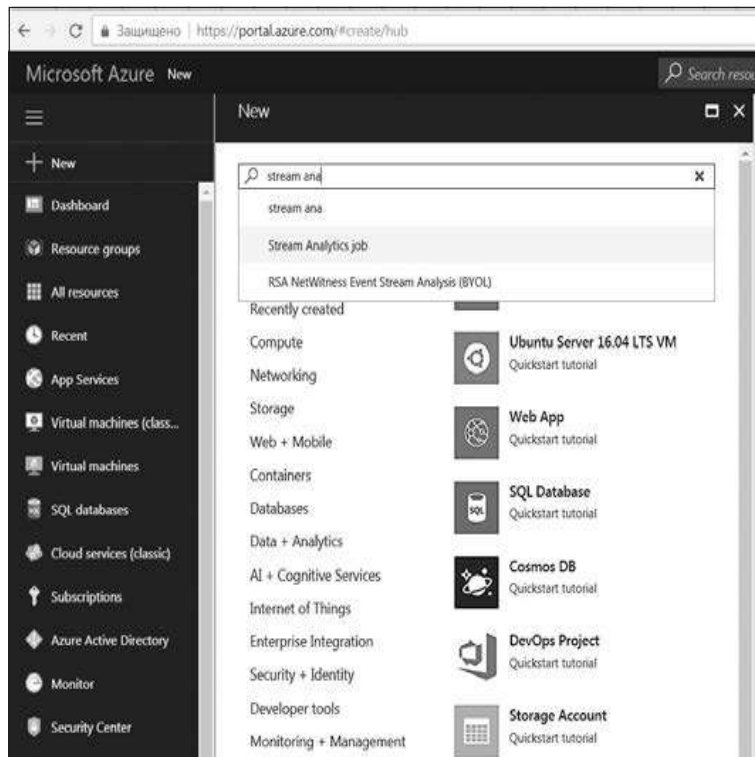 Защищено | https://portal.azure.com/#create/hub
Microsoft Azure New
Search resou
New
New
Dashboard
Resource groups
All resources
Recent
App Services
Virtual machines (class...
Virtual machines
SQL databases
Cloud services (classic)
Subscriptions
Azure Active Directory
Monitor
Security Center
stream ana
stream ana
Stream Analytics job
RSA NetWitness Event Stream Analysis (BYOL)
Recently created
Compute
Networking
Storage
Web + Mobile
Containers
Databases
Data + Analytics
AI + Cognitive Services
Internet of Things
Enterprise Integration
Security + Identity
Developer tools
Monitoring + Management
Ubuntu Server 16.04 LTS VM
Quickstart tutorial
Web App
Quickstart tutorial
SQL
SQL Database
Quickstart tutorial
Cosmos DB
Quickstart tutorial
DevOps Project
Quickstart tutorial
Storage Account
Quickstart tutorial